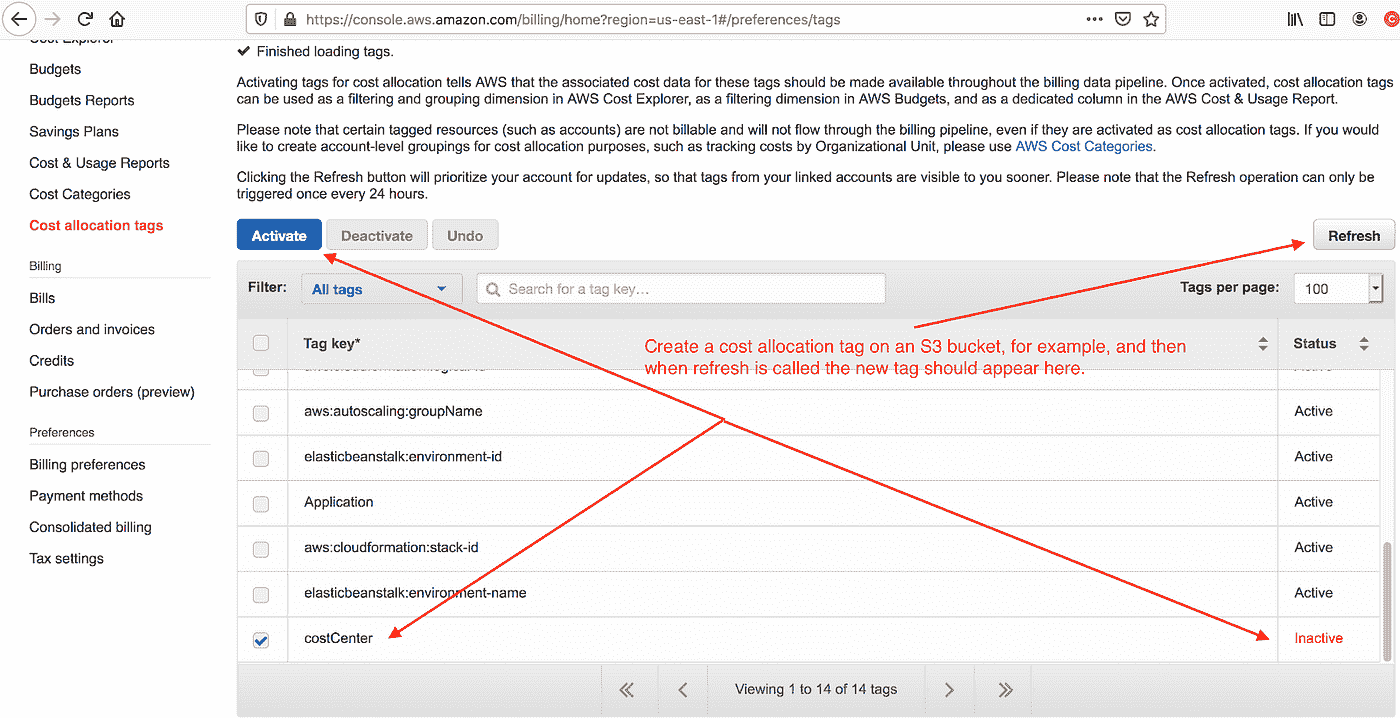 https://console.aws.amazon.com/billing/home?region=us-east-1#/preferences/tags
Cost Explorer
Budgets
Budgets Reports
Savings Plans
Cost & Usage Reports
Cost Categories
Cost allocation tags
Billing
Bills
Orders and invoices
Credits
Purchase orders (preview)
Preferences
Billing preferences
Payment methods
Consolidated billing
Tax settings
Finished loading tags.
Activating tags for cost allocation tells AWS that the associated cost data for these tags should be made available throughout the billing data pipeline. Once activated, cost allocation tags
can be used as a filtering and grouping dimension in AWS Cost Explorer, as a filtering dimension in AWS Budgets, and as a dedicated column in the AWS Cost & Usage Report.
Please note that certain tagged resources (such as accounts) are not billable and will not flow through the billing pipeline, even if they are activated as cost allocation tags. If you would
like to create account-level groupings for cost allocation purposes, such as tracking costs by Organizational Unit, please use AWS Cost Categories.
Clicking the Refresh button will prioritize your account for updates, so that tags from your linked accounts are visible to you sooner. Please note that the Refresh operation can only be
triggered once every 24 hours.
Activate Deactivate Undo Refresh
Filter: All tags Search for a tag key... Tags per page: 100
Tag key* Status
Create a cost allocation tag on an S3 bucket, for example, and then
when refresh is called the new tag should appear here.
aws:autoscaling:groupName Active
elasticbeanstalk:environment-id Active
Application Active
aws:cloudformation:stack-id Active
elasticbeanstalk:environment-name Active
costCenter Inactive
Viewing 1 to 14 of 14 tags